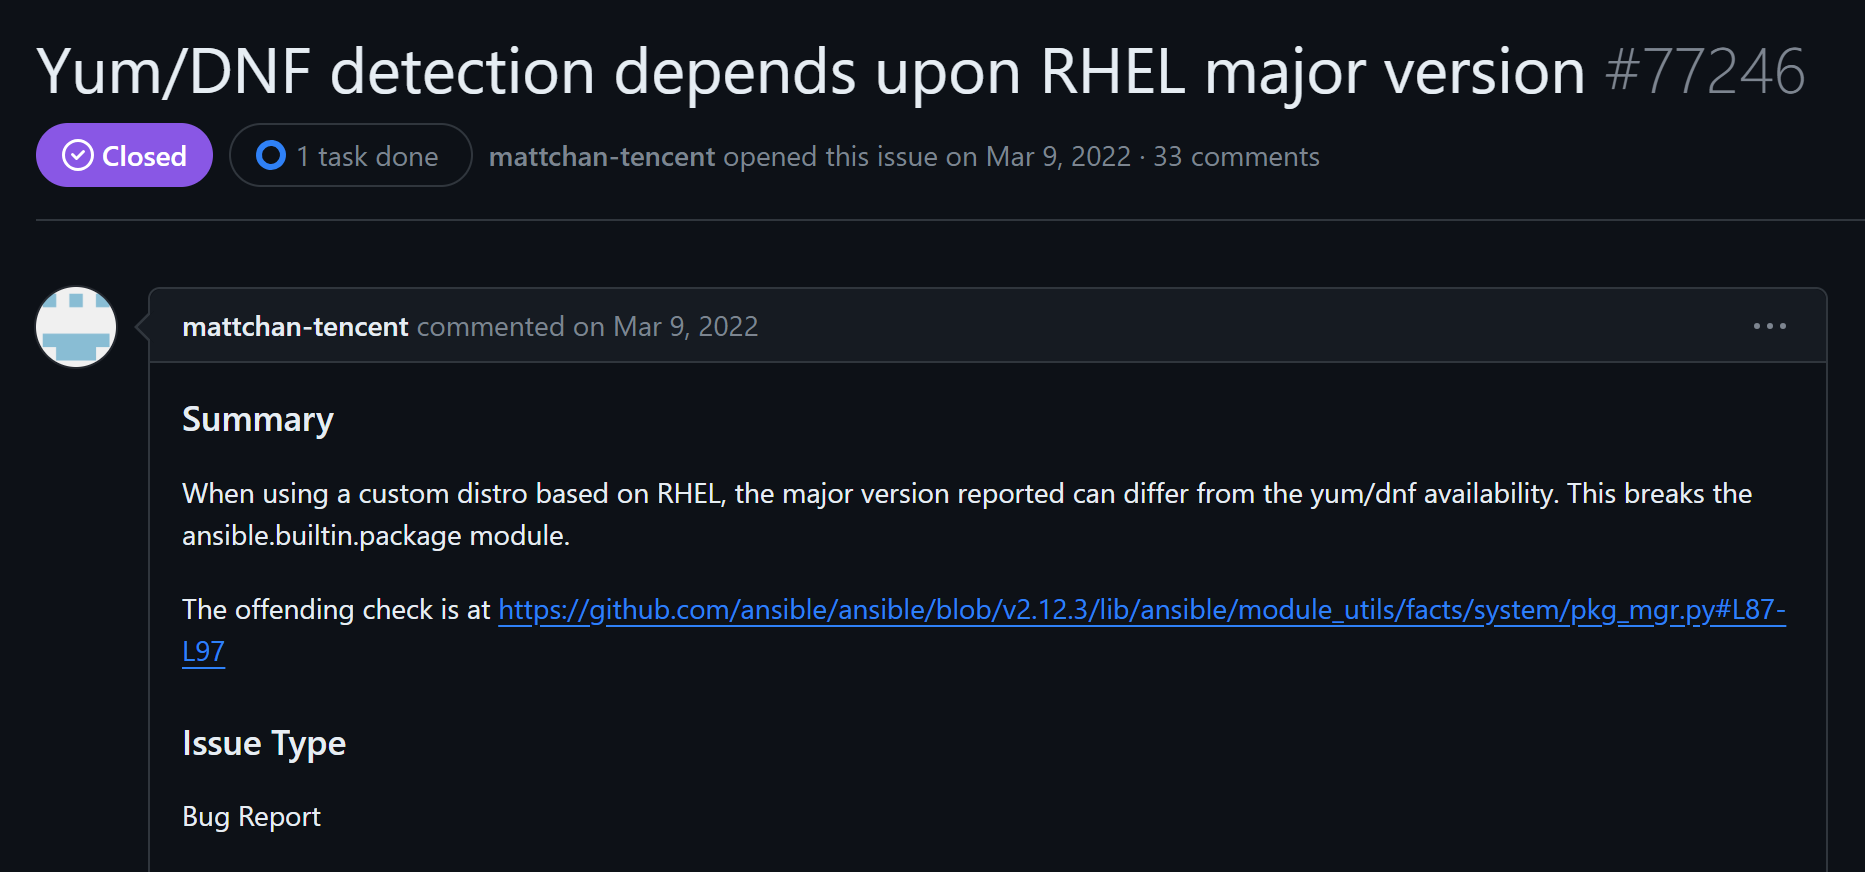 Yum/DNF detection depends upon RHEL major version #77246
Closed 1 task done mattchan-tencent opened this issue on Mar 9, 2022 · 33 comments
mattchan-tencent commented on Mar 9, 2022
Summary
When using a custom distro based on RHEL, the major version reported can differ from the yum/dnf availability. This breaks the
ansible.builtin.package module.
The offending check is at https://github.com/ansible/ansible/blob/v2.12.3/lib/ansible/module_utils/facts/system/pkg_mgr.py#L87-
L97
Issue Type
Bug Report